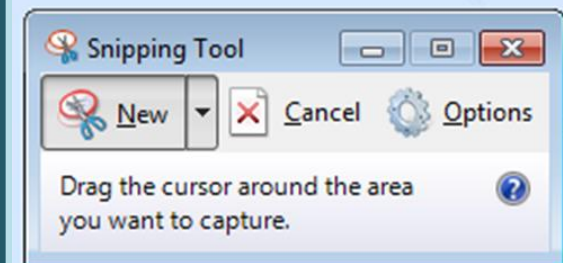 Snipping Tool
New Cancel Options
Drag the cursor around the area
you want to capture.